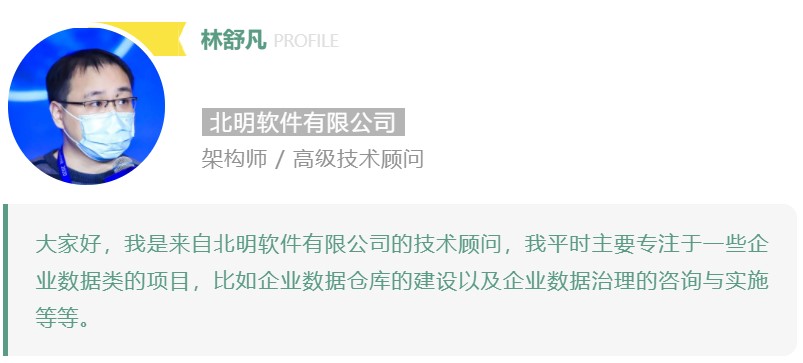 林舒凡 PROFILE
北明软件有限公司
架构师 / 高级技术顾问
大家好，我是来自北明软件有限公司的技术顾问，我平时主要专注于一些企
业数据类的项目，比如企业数据仓库的建设以及企业数据治理的咨询与实施
等等。